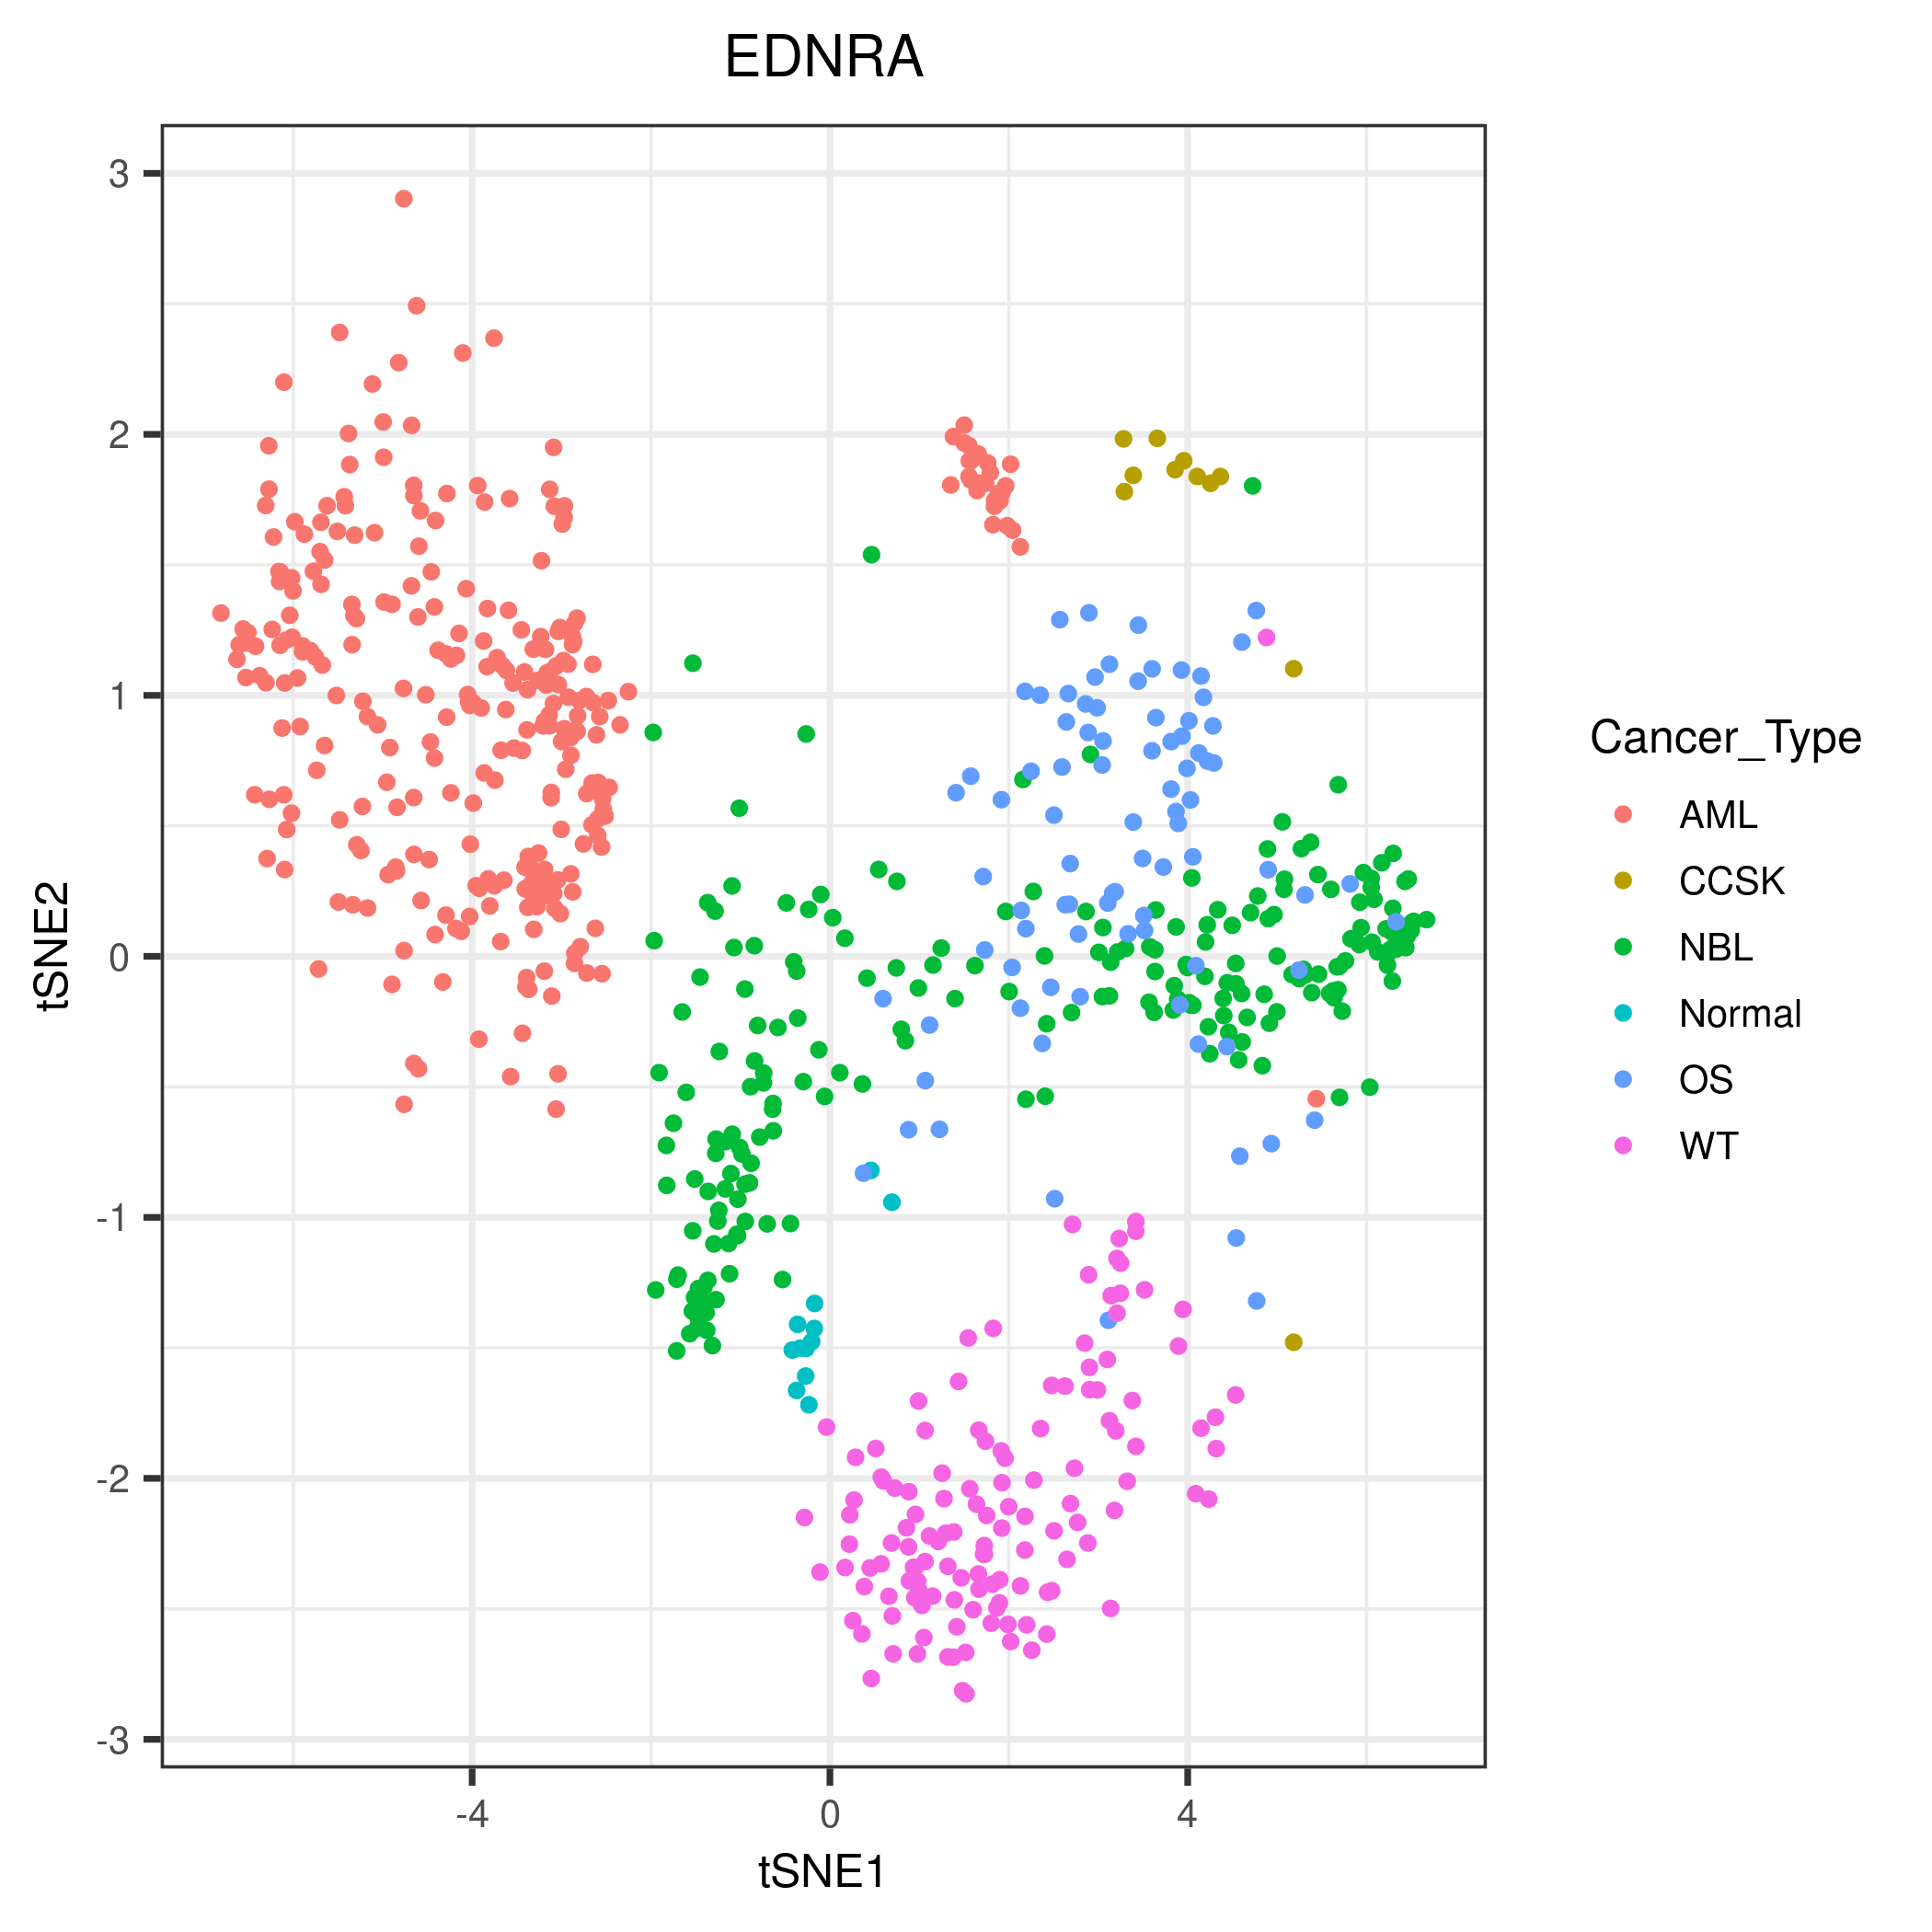 EDNRA
3
2
1
0
-1
-2
-3
tSNE2
-4
0
4
tSNE1
Cancer_Type
AML
CCSK
NBL
Normal
OS
WT